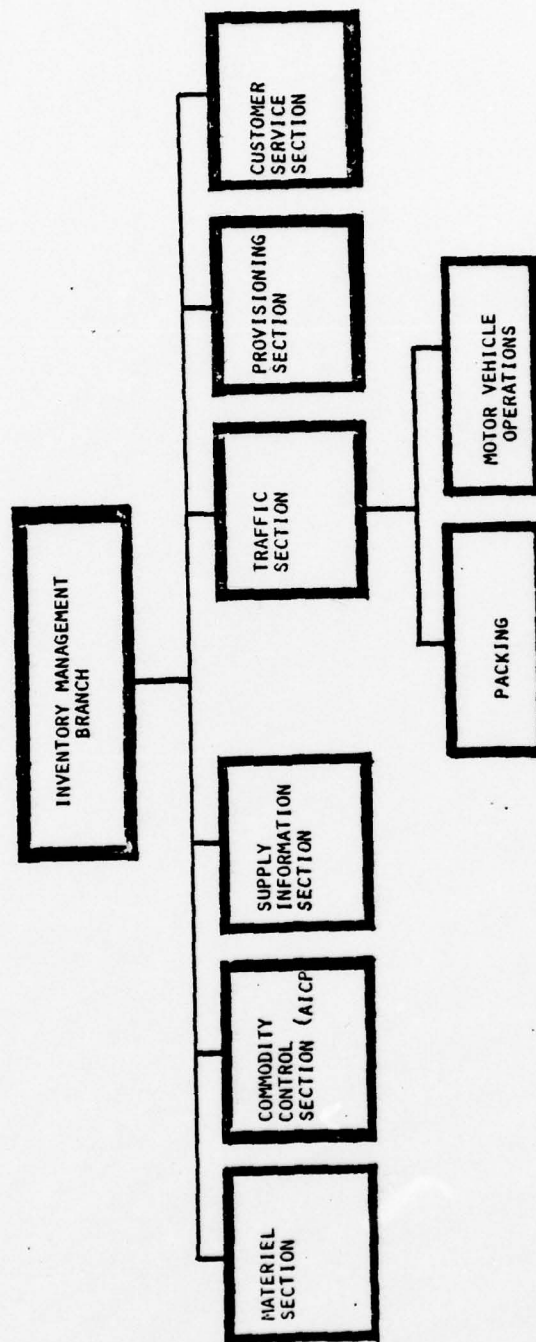 INVENTORY MANAGEMENT
BRANCH
MATERIEL
SECTION
COMMODITY
CONTROL
SECTION (AICP
SUPPLY
INFORMATION
SECTION
TRAFFIC
SECTION
PROVISIONING
SECTION
CUSTOMER
SERVICE
SECTION
PACKING
MOTOR VEHICLE
OPERATIONS